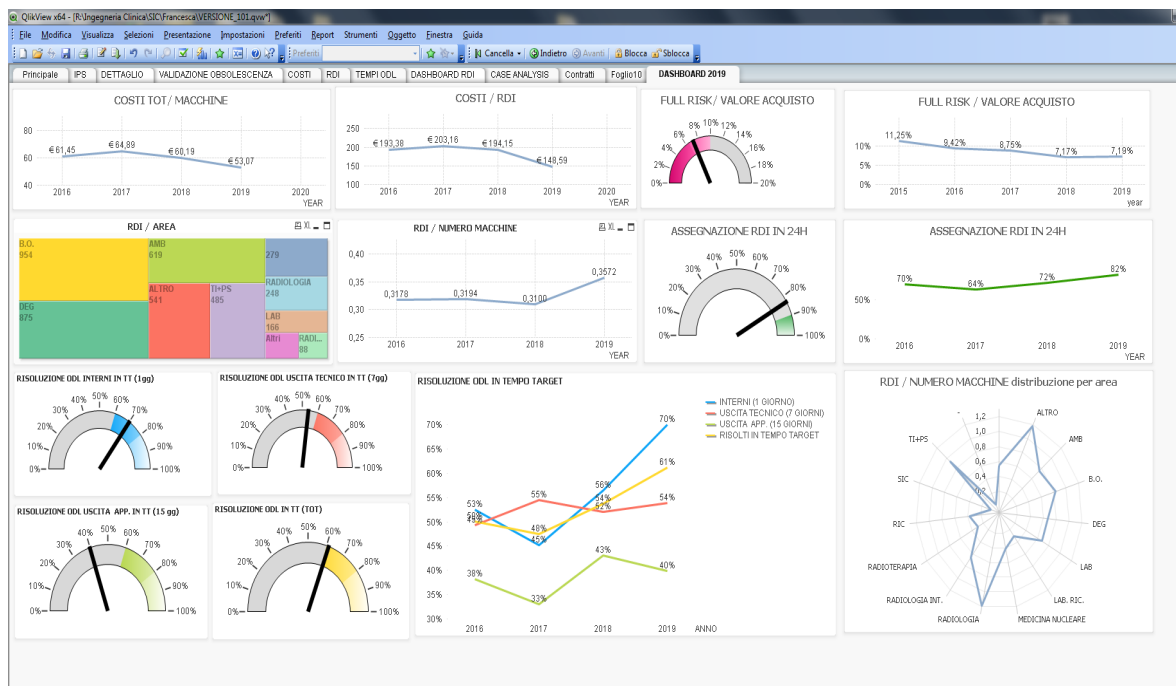 QlikView x64 - [R:\Ingegneria Clinica\SIC\Francesca\VERSIONE_101.qvw*]
File Modifica Visualizza Selezioni Presentazione Impostazioni Preferiti Report Strumenti Oggetto Finestra Guida
Preferiti Cancella Indietro Avanti Blocca Sblocca
Principale IPS DETTAGLIO VALIDAZIONE OBSOLESCENZA COSTI RDI TEMPI ODL DASHBOARD RDI CASE ANALYSIS Contratti Foglio10 DASHBOARD 2019
COSTI TOT/ MACCHINE
80
60
40
€ 61,45 € 64,89 € 60,19 € 53,07
2016 2017 2018 2019 2020
YEAR
COSTI / RDI
250
200
150
100
€ 193,38 € 203,16 € 194,15 € 148,59
2016 2017 2018 2019 2020
YEAR
FULL RISK/ VALORE ACQUISTO
0% 2% 4% 6% 8% 10% 12% 14% 16% 18% 20%
FULL RISK / VALORE ACQUISTO
10%
5%
0%
11,25% 9,42% 8,75% 7,17% 7,19%
2015 2016 2017 2018 2019
year
RDI / AREA
XL
B.O.
954
DEG
875
AMB
619
ALTRO
541
TI+PS
485
279
RADIOLOGIA
248
LAB
166
Altri
RADI...
88
RDI / NUMERO MACCHINE
XL
0,40
0,35
0,30
0,25
0,3178 0,3194 0,3100 0,3572
2016 2017 2018 2019
YEAR
ASSEGNAZIONE RDI IN 24H
0% 10% 20% 30% 40% 50% 60% 70% 80% 90% 100%
ASSEGNAZIONE RDI IN 24H
50%
0%
70% 64% 72% 82%
2016 2017 2018 2019
YEAR
RISOLUZIONE ODL INTERNI IN TT (1gg)
0% 10% 20% 30% 40% 50% 60% 70% 80% 90% 100%
RISOLUZIONE ODL USCITA TECNICO IN TT (7gg)
0% 10% 20% 30% 40% 50% 60% 70% 80% 90% 100%
RISOLUZIONE ODL USCITA APP. IN TT (15 gg)
0% 10% 20% 30% 40% 50% 60% 70% 80% 90% 100%
RISOLUZIONE ODL IN TT (TOT)
0% 10% 20% 30% 40% 50% 60% 70% 80% 90% 100%
RISOLUZIONE ODL IN TEMPO TARGET
INTERNI (1 GIORNO)
USCITA TECNICO (7 GIORNI)
USCITA APP. (15 GIORNI)
RISOLTI IN TEMPO TARGET
70%
65%
60%
55%
50%
45%
40%
35%
30%
53% 45% 56% 70%
55% 52% 54%
38% 33% 43% 40%
48% 54% 61%
2016 2017 2018 2019 ANNO
RDI / NUMERO MACCHINE distribuzione per area
1,2
1,0
0,8
0,6
0,4
0,2
-
ALTRO
AMB
B.O.
DEG
LAB
LAB. RIC.
MEDICINA NUCLEARE
RADIOLOGIA
RADIOLOGIA INT.
RADIOTERAPIA
RIC
SIC
TI+PS